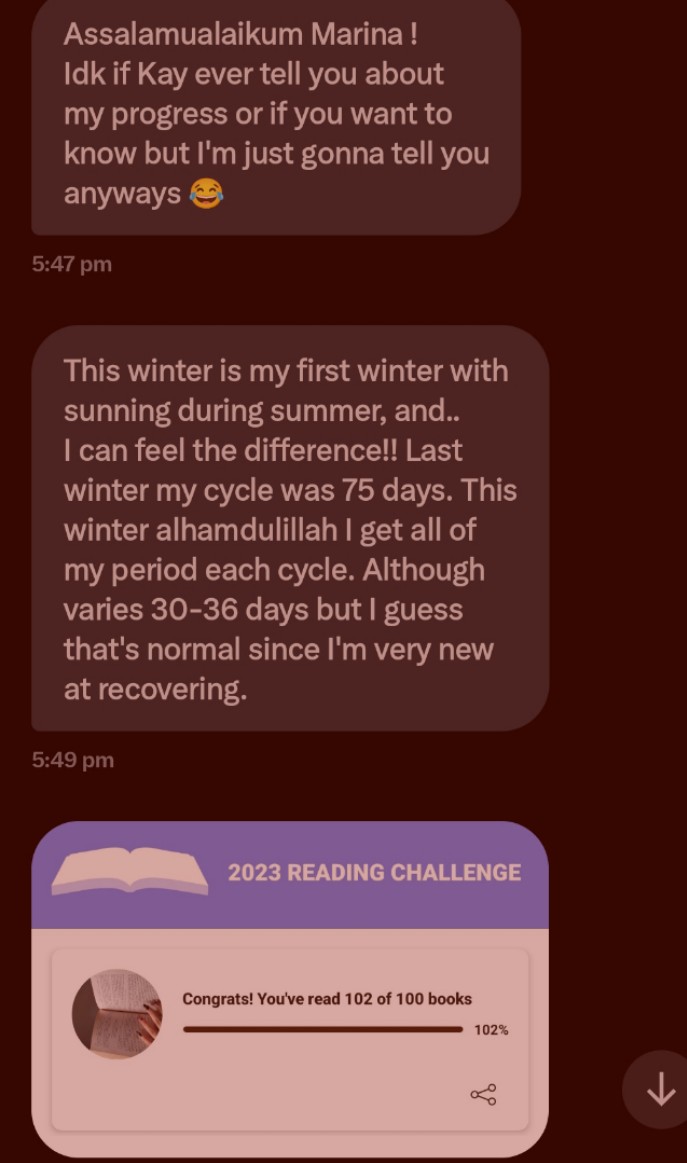 Assalamualaikum Marina !
Idk if Kay ever tell you about
my progress or if you want to
know but I'm just gonna tell you
anyways 😂
5:47 pm
This winter is my first winter with
sunning during summer, and..
I can feel the difference!! Last
winter my cycle was 75 days. This
winter alhamdulillah I get all of
my period each cycle. Although
varies 30-36 days but I guess
that's normal since I'm very new
at recovering.
5:49 pm
2023 READING CHALLENGE
Congrats! You've read 102 of 100 books
102%